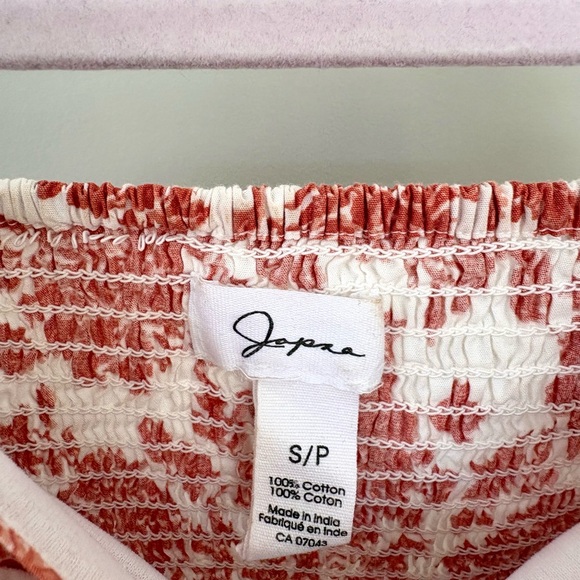 Japna
S/P
100% Cotton
100% Coton
Made in India
Fabriqué en Inde
CA 07043